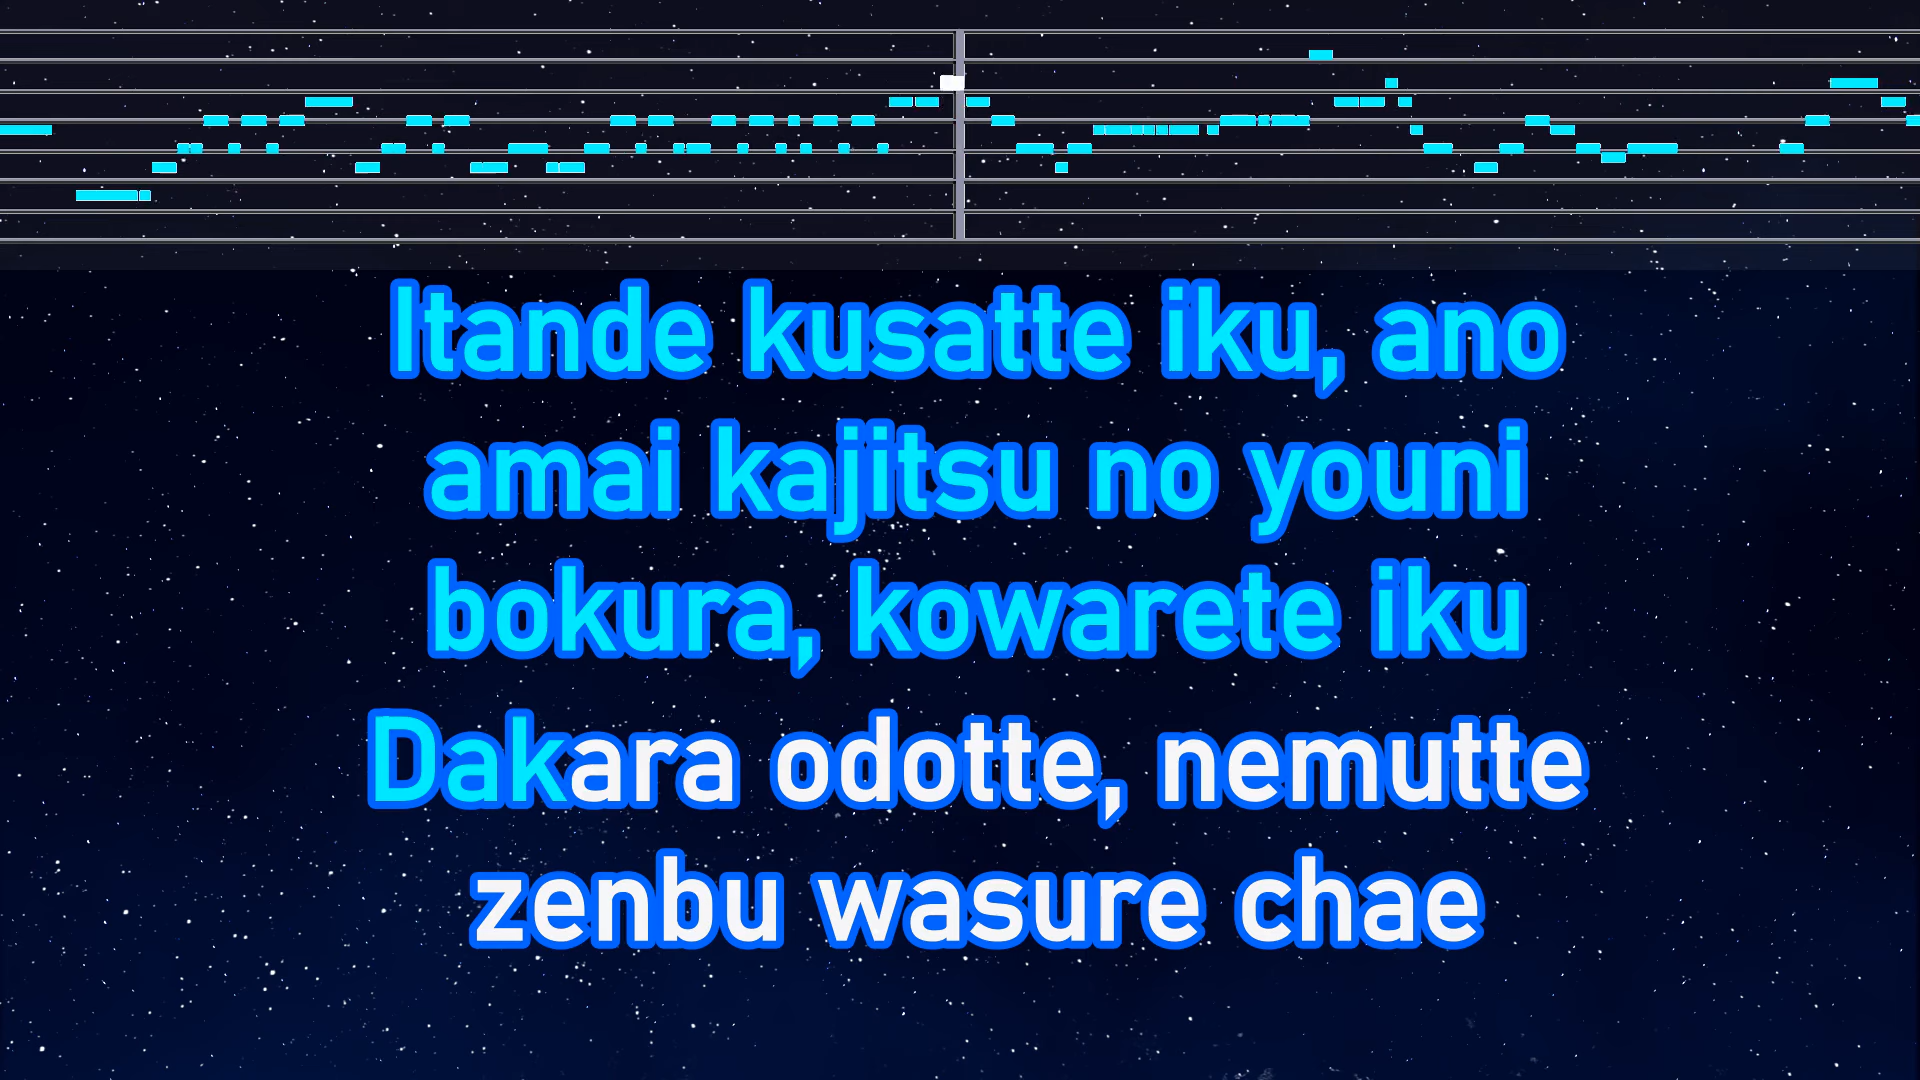 Itande kusatte iku, ano
amai kajitsu no youni
bokura, kowarete iku
Dakara odotte, nemutte
zenbu wasure chae